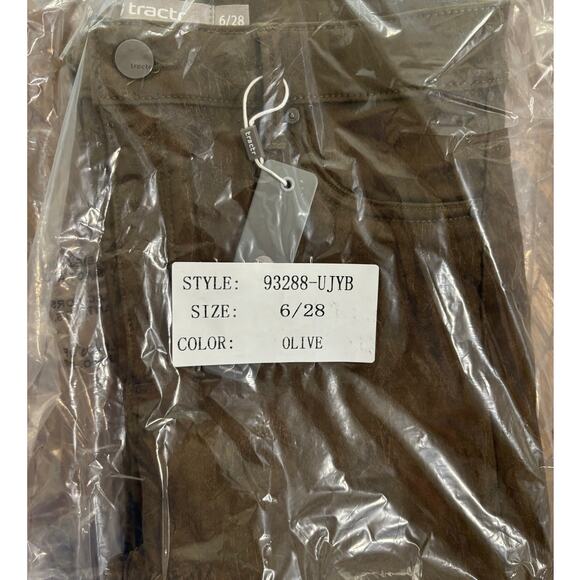 tractr
6/28
tractr
tractr
STYLE: 93288-UJYB
SIZE: 6/28
COLOR: OLIVE